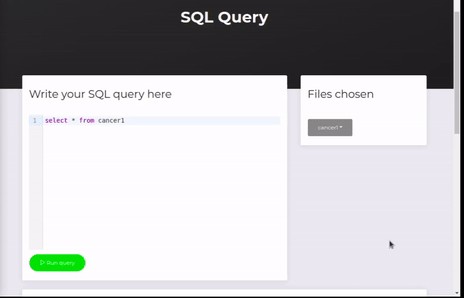 SQL Query
Write your SQL query here
Files chosen
1 select * from cancer1
cancer1
Run query